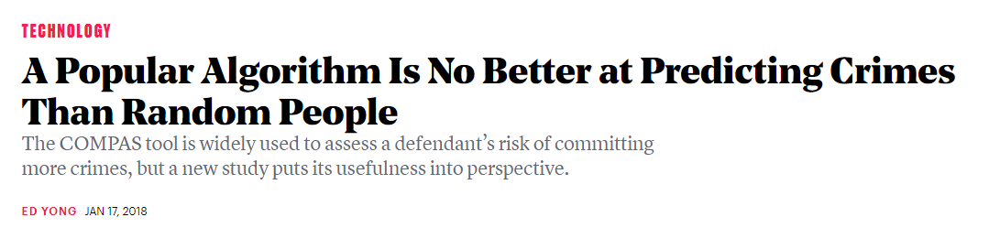 TECHNOLOGY
A Popular Algorithm Is No Better at Predicting Crimes
Than Random People
The COMPAS tool is widely used to assess a defendant’s risk of committing
more crimes, but a new study puts its usefulness into perspective.
ED YONG JAN 17, 2018